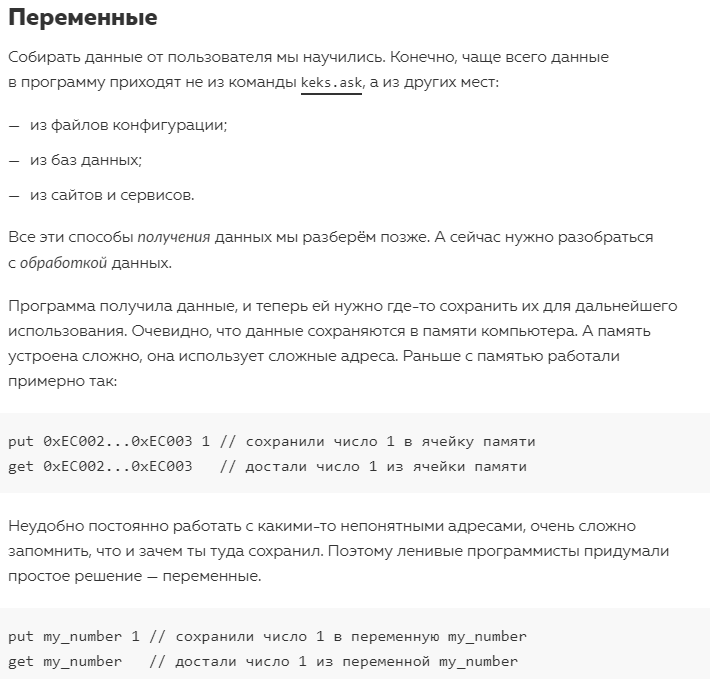 Переменные
Собирать данные от пользователя мы научились. Конечно, чаще всего данные
в программу приходят не из команды keks.ask, а из других мест:
— из файлов конфигурации;
— из баз данных;
— из сайтов и сервисов.
Все эти способы получения данных мы разберём позже. А сейчас нужно разобраться
с обработкой данных.
Программа получила данные, и теперь ей нужно где-то сохранить их для дальнейшего
использования. Очевидно, что данные сохраняются в памяти компьютера. А память
устроена сложно, она использует сложные адреса. Раньше с памятью работали
примерно так:
put 0xEC002...0xEC003 1 // сохранили число 1 в ячейку памяти
get 0xEC002...0xEC003   // достали число 1 из ячейки памяти
Неудобно постоянно работать с какими-то непонятными адресами, очень сложно
запомнить, что и зачем ты туда сохранил. Поэтому ленивые программисты придумали
простое решение — переменные.
put my_number 1 // сохранили число 1 в переменную my_number
get my_number   // достали число 1 из переменной my_number